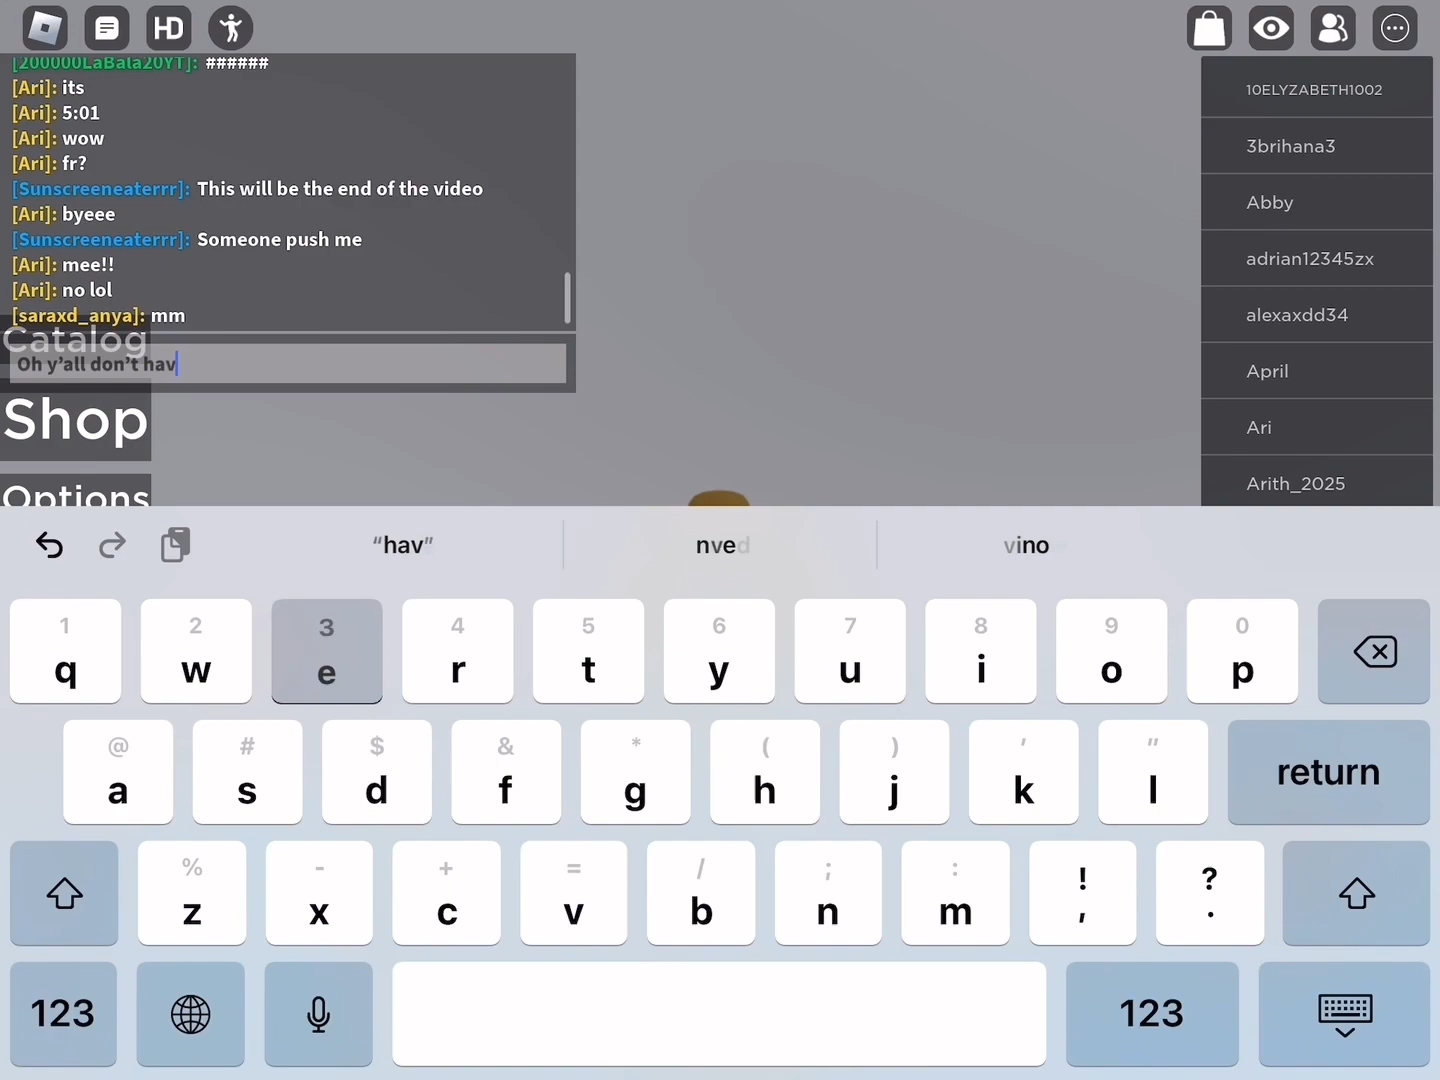 HD
[200000LaBala20YT]: ######
[Ari]: its
[Ari]: 5:01
[Ari]: wow
[Ari]: fr?
[Sunscreeneaterrr]: This will be the end of the video
[Ari]: byeee
[Sunscreeneaterrr]: Someone push me
[Ari]: mee!!
[Ari]: no lol
[saraxd_anya]: mm
Catalog
Oh y’all don’t hav
Shop
Options
10ELYZABETH1002
3brihana3
Abby
adrian12345zx
alexaxdd34
April
Ari
Arith_2025
“hav” nved vino
1 2 3 4 5 6 7 8 9 0
q w e r t y u i o p
@ # $ & * ( ) ' "
a s d f g h j k l return
% - + = / ; : ! ?
z x c v b n m , .
123 123